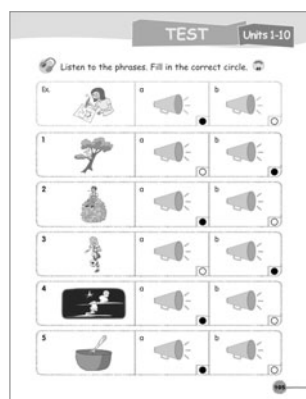 TEST
Units 1-10
Listen to the phrases. Fill in the correct circle.
Ex.
a
b
1
a
b
2
a
b
3
a
b
4
a
b
5
a
b